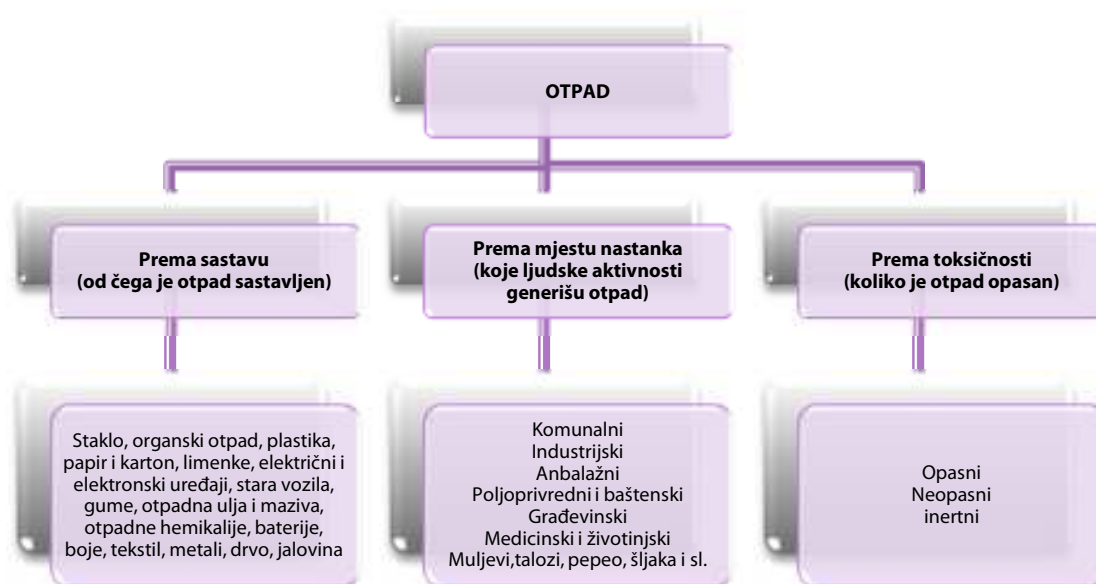 OTPAD
Prema sastavu
(od čega je otpad sastavljen)
Prema mjestu nastanka
(koje ljudske aktivnosti
generišu otpad)
Prema toksičnosti
(koliko je otpad opasan)
Staklo, organski otpad, plastika,
papir i karton, limenke, električni i
elektronski uređaji, stara vozila,
gume, otpadna ulja i maziva,
otpadne hemikalije, baterije,
boje, tekstil, metali, drvo, jalovina
Komunalni
Industrijski
Anbalažni
Poljoprivredni i baštenski
Građevinski
Medicinski i životinjski
Muljevi,talozi, pepeo, šljaka i sl.
Opasni
Neopasni
inertni